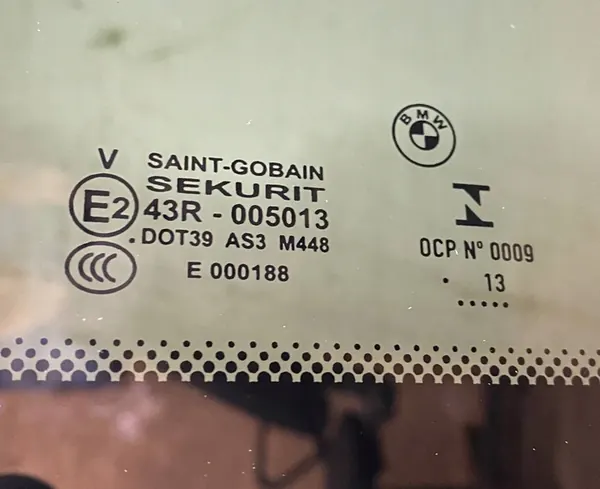 V
SAINT-GOBAIN
SEKURIT
E2
43R - 005013
.DOT39 AS3 M448
CCC
E 000188
BMW
OCP N° 0009
. 13
.....